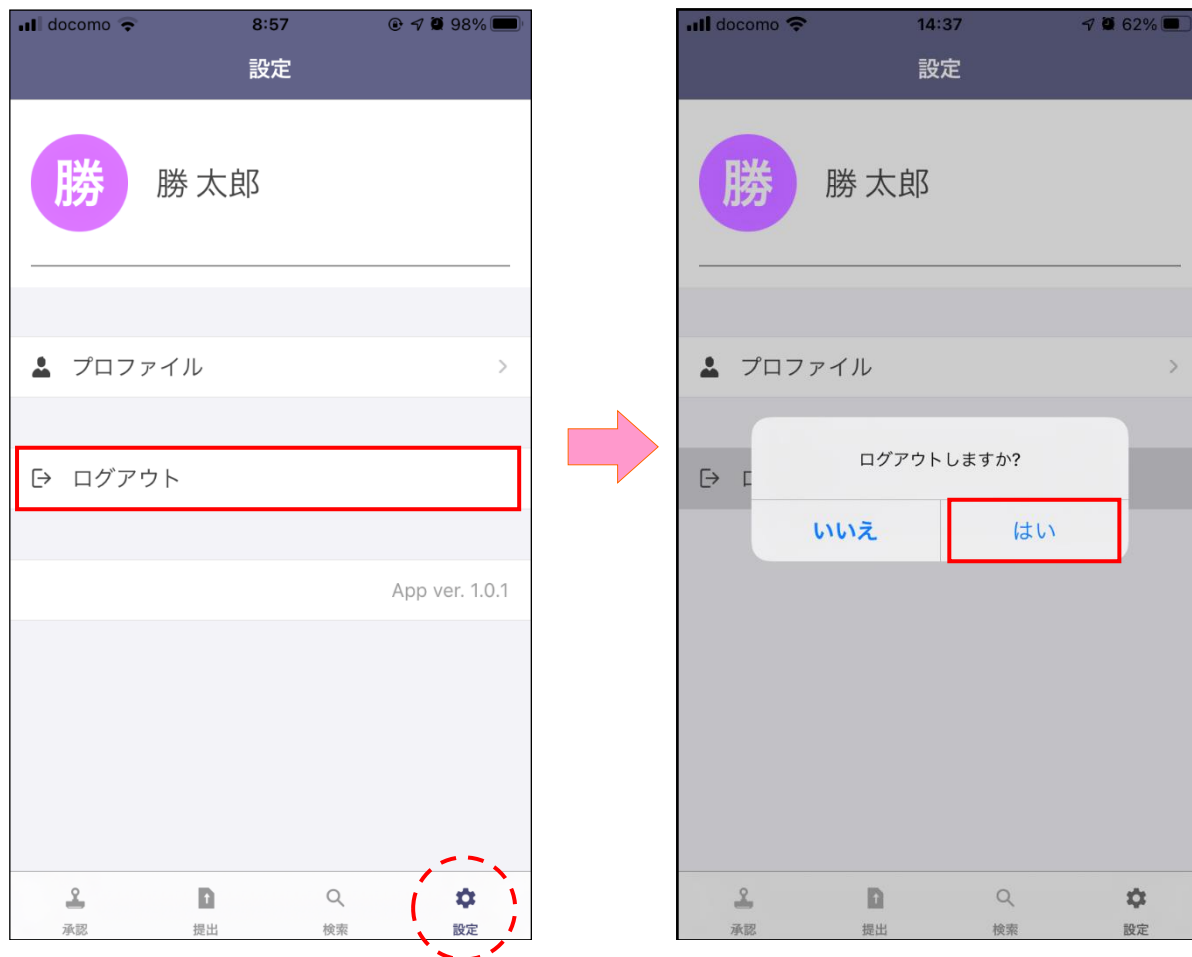 docomo 8:57 98%
設定
勝 勝 太郎
プロファイル
ログアウト
App ver. 1.0.1
承認 提出 検索 設定
docomo 14:37 62%
設定
勝 勝 太郎
プロファイル
ログアウトしますか?
いいえ はい
承認 提出 検索 設定